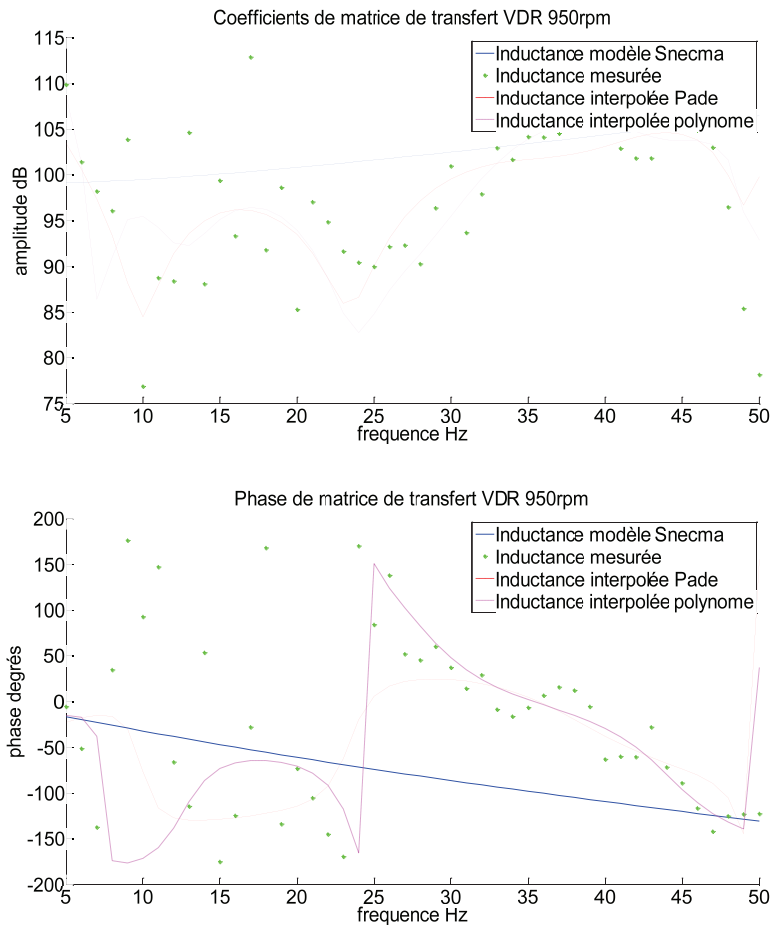 Coefficients de matrice de transfert VDR 950rpm
115
110
105
100
95
90
85
80
75
amplitude dB
Inductance modèle Snecma
Inductance mesurée
Inductance interpolée Pade
Inductance interpolée polynome
5 10 15 20 25 30 35 40 45 50
frequence Hz
Phase de matrice de transfert VDR 950rpm
200
150
100
50
0
-50
-100
-150
-200
phase degrés
Inductance modèle Snecma
Inductance mesurée
Inductance interpolée Pade
Inductance interpolée polynome
5 10 15 20 25 30 35 40 45 50
frequence Hz